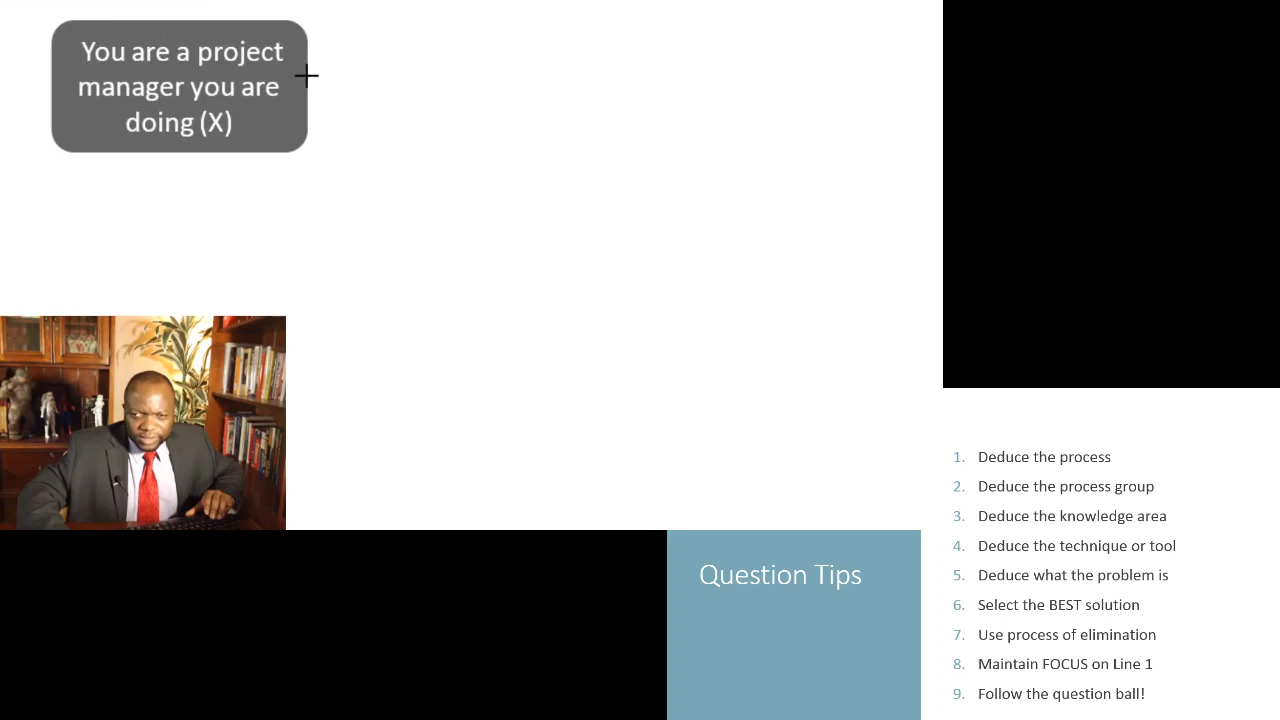 You are a project
manager you are
doing (X)
Question Tips
1. Deduce the process
2. Deduce the process group
3. Deduce the knowledge area
4. Deduce the technique or tool
5. Deduce what the problem is
6. Select the BEST solution
7. Use process of elimination
8. Maintain FOCUS on Line 1
9. Follow the question ball!